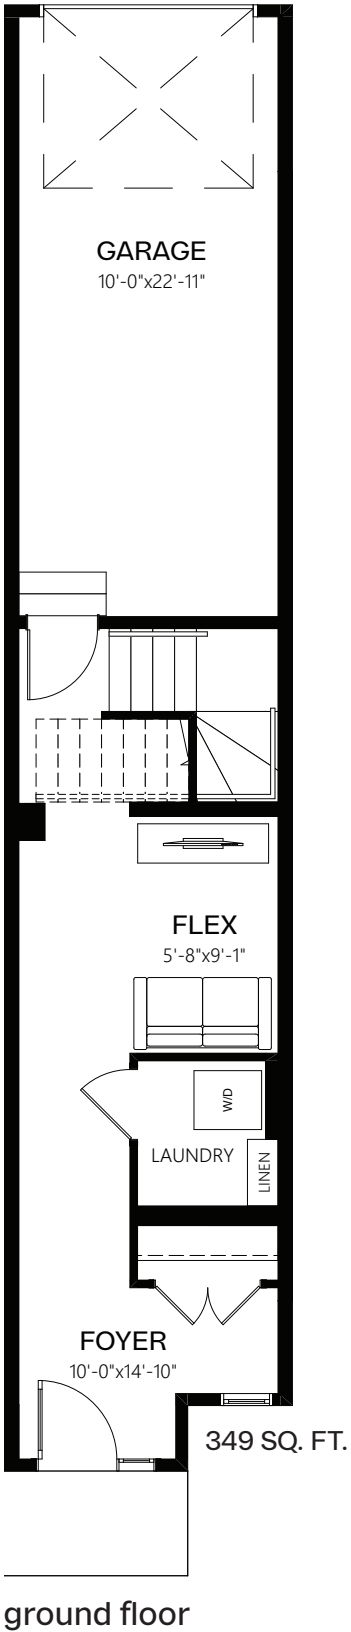 GARAGE
10'-0"x22'-11"
FLEX
5'-8"x9'-1"
W/D
LAUNDRY
LINEN
FOYER
10'-0"x14'-10"
349 SQ. FT.
ground floor